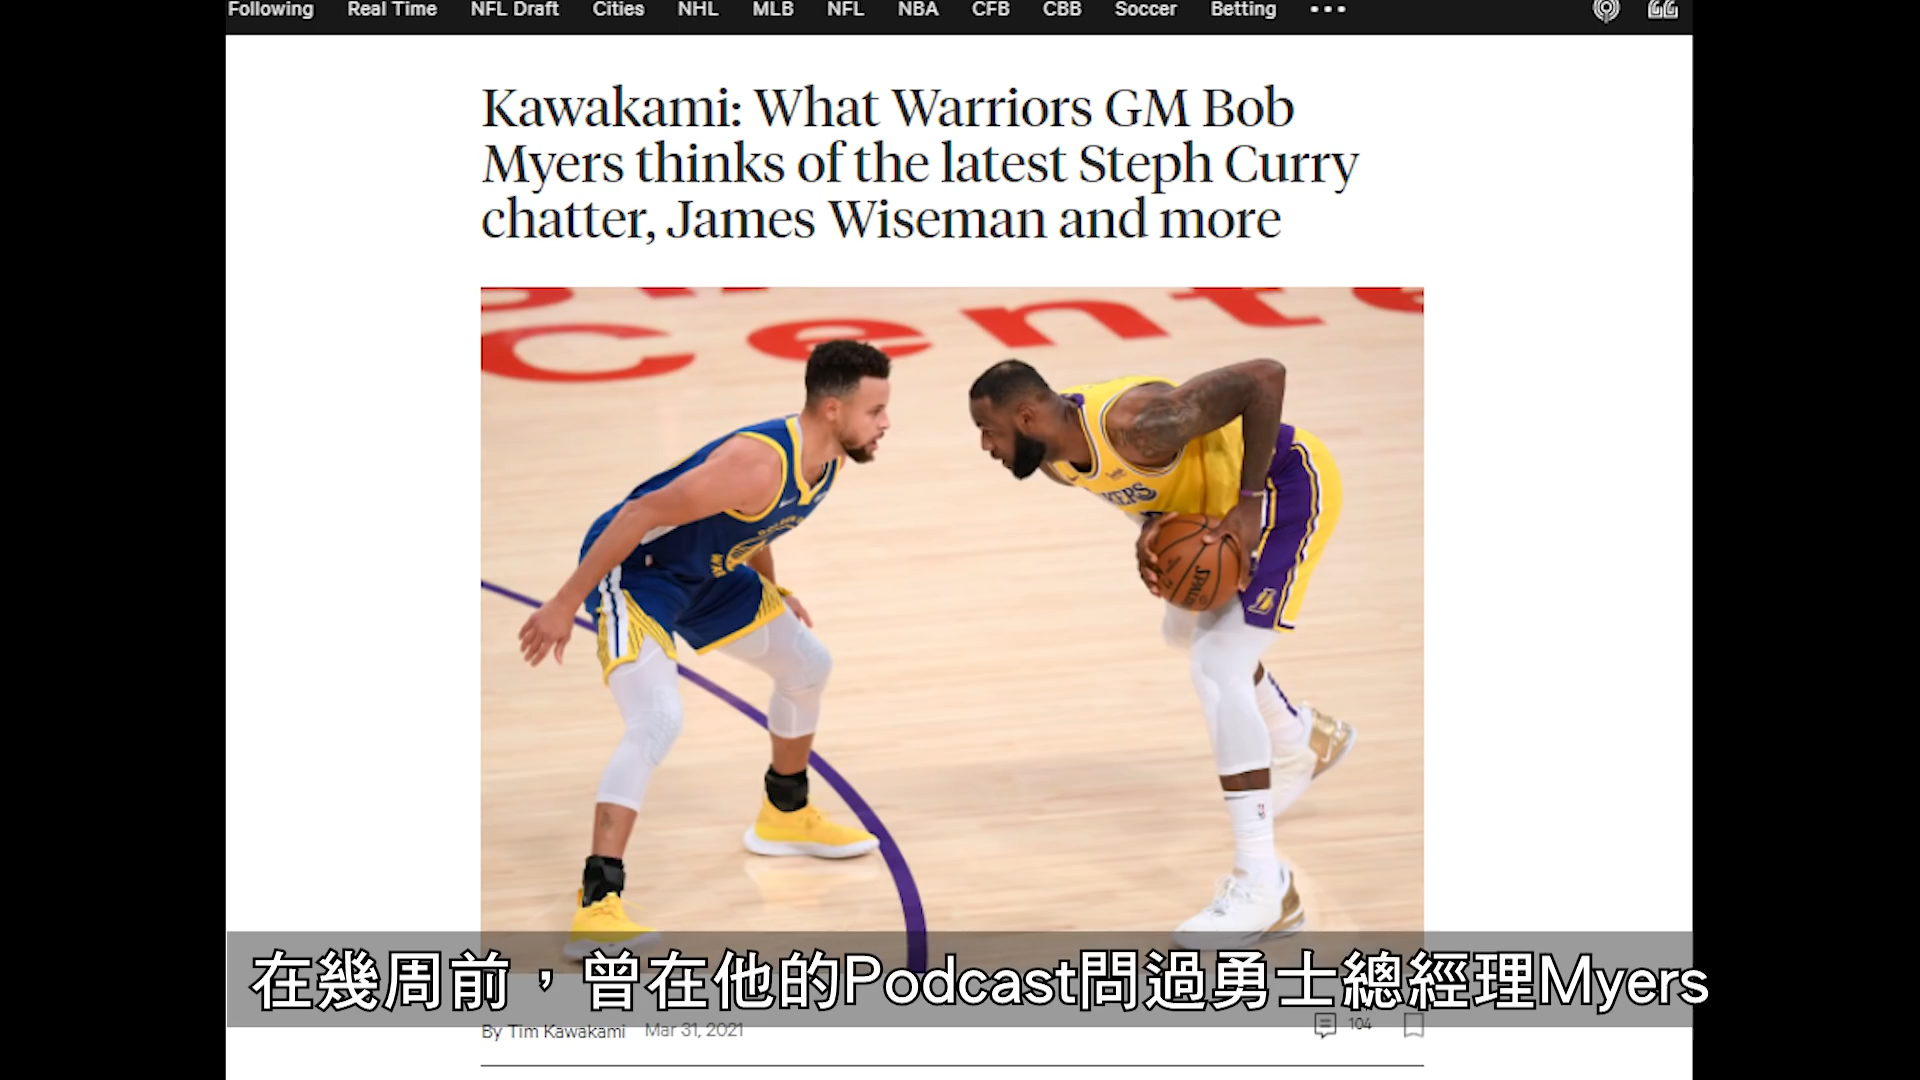 Following Real Time NFL Draft Cities NHL MLB NFL NBA CFB CBB Soccer Betting
Kawakami: What Warriors GM Bob
Myers thinks of the latest Steph Curry
chatter, James Wiseman and more
Cente
SPALDING
在幾周前，曾在他的Podcast問過勇士總經理Myers
By Tim Kawakami Mar 31, 2021 104